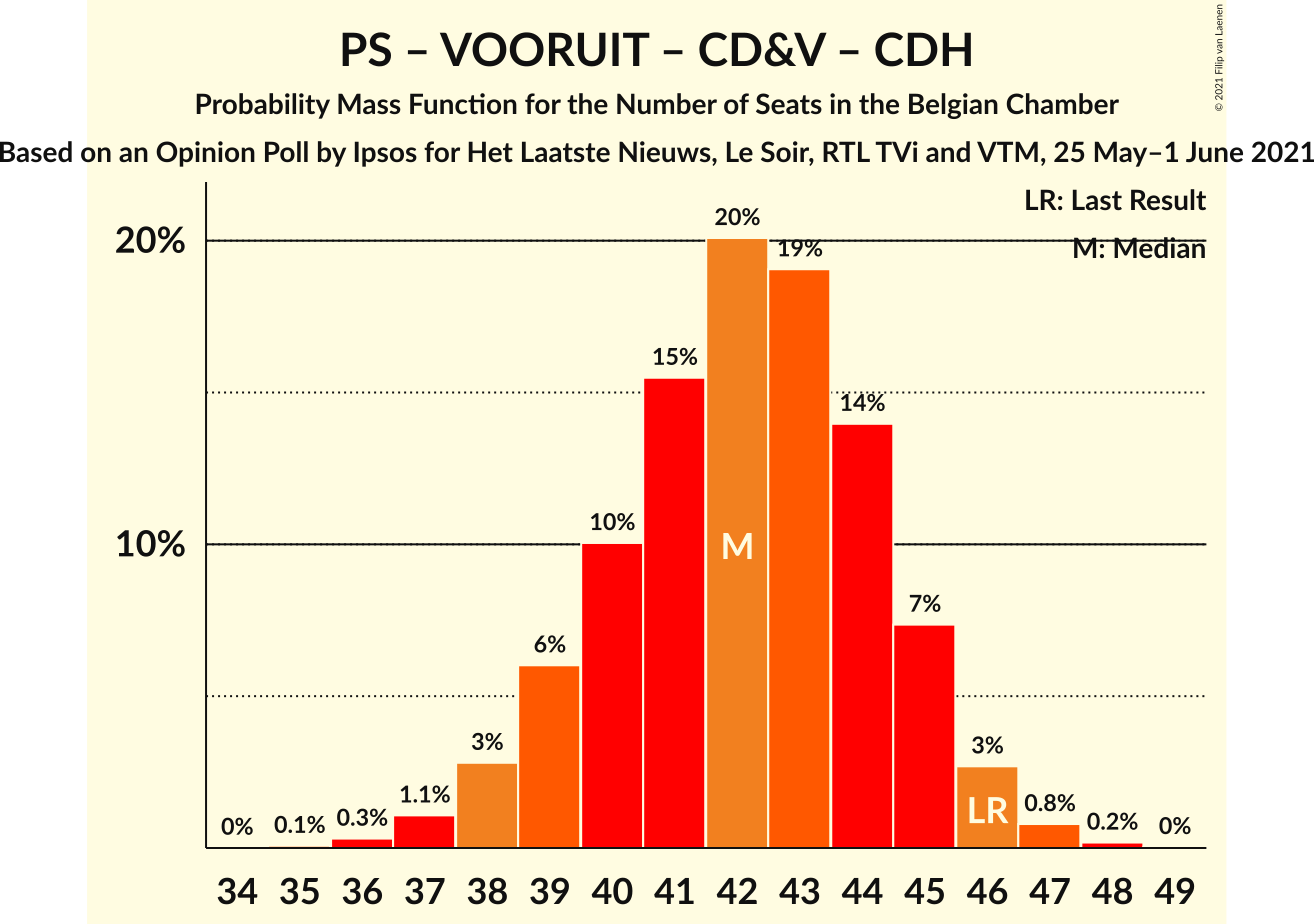 PS – VOORUIT – CD&V – CDH
Probability Mass Function for the Number of Seats in the Belgian Chamber
Based on an Opinion Poll by Ipsos for Het Laatste Nieuws, Le Soir, RTL TVi and VTM, 25 May–1 June 2021
© 2021 Filip van Laenen
LR: Last Result
M: Median
20%
10%
0%
0.1%
0.3%
1.1%
3%
6%
10%
15%
20%
19%
14%
7%
3%
0.8%
0.2%
0%
M
LR
34 35 36 37 38 39 40 41 42 43 44 45 46 47 48 49